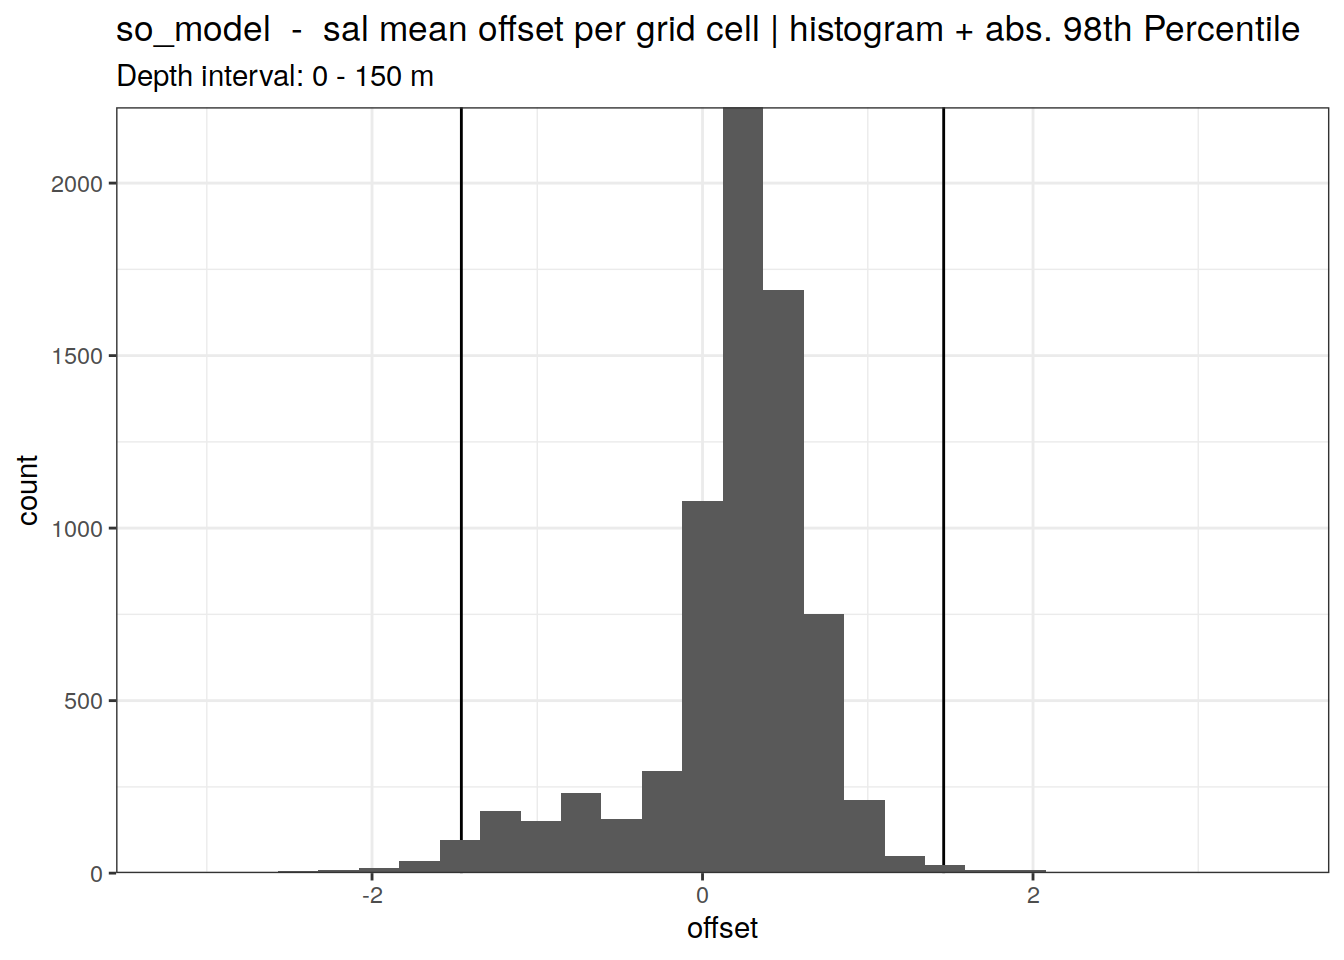 so_model  -  sal mean offset per grid cell | histogram + abs. 98th Percentile
Depth interval: 0 - 150 m
2000
1500
1000
500
0
count
-2
0
2
offset